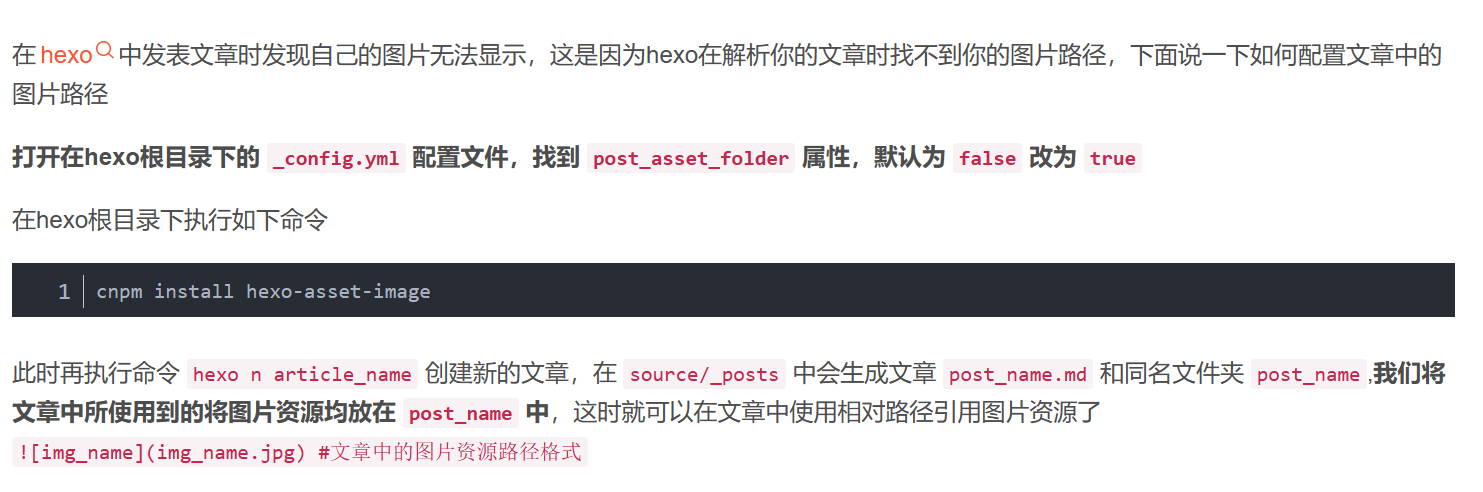 在 hexo 中发表文章时发现自己的图片无法显示，这是因为hexo在解析你的文章时找不到你的图片路径，下面说一下如何配置文章中的
图片路径
打开在hexo根目录下的 _config.yml 配置文件，找到 post_asset_folder 属性，默认为 false 改为 true
在hexo根目录下执行如下命令
1 cnpm install hexo-asset-image
此时再执行命令 hexo n article_name 创建新的文章，在 source/_posts 中会生成文章 post_name.md 和同名文件夹 post_name ,我们将
文章中所使用到的将图片资源均放在 post_name 中，这时就可以在文章中使用相对路径引用图片资源了
![img_name](img_name.jpg) #文章中的图片资源路径格式